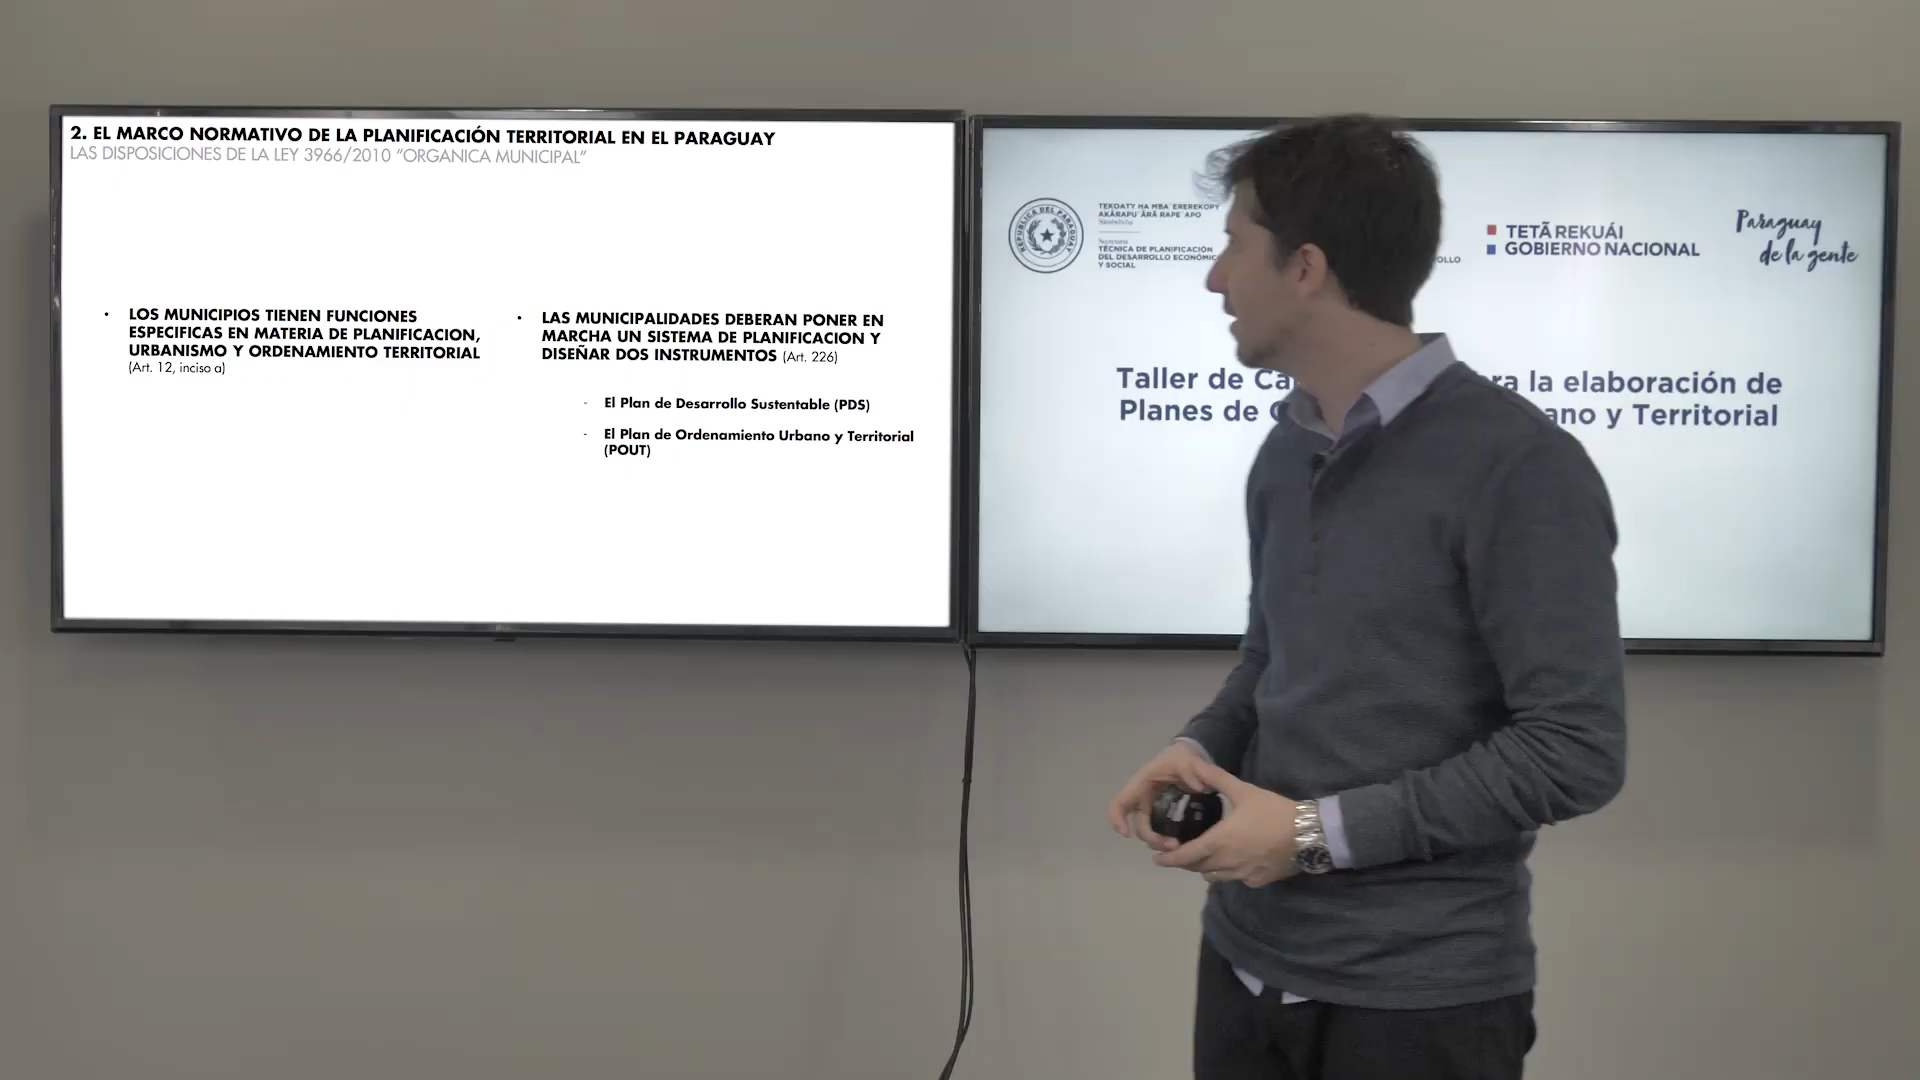 2. EL MARCO NORMATIVO DE LA PLANIFICACIÓN TERRITORIAL EN EL PARAGUAY
LAS DISPOSICIONES DE LA LEY 3966/2010 “ORGANICA MUNICIPAL”
• LOS MUNICIPIOS TIENEN FUNCIONES
ESPECIFICAS EN MATERIA DE PLANIFICACION,
URBANISMO Y ORDENAMIENTO TERRITORIAL
(Art. 12, inciso a)
• LAS MUNICIPALIDADES DEBERAN PONER EN
MARCHA UN SISTEMA DE PLANIFICACION Y
DISEÑAR DOS INSTRUMENTOS (Art. 226)
- El Plan de Desarrollo Sustentable (PDS)
- El Plan de Ordenamiento Urbano y Territorial
(POUT)
REPUBLICA DEL PARAGUAY
TEKOATY HA MBA'EREREKOPY
AKÃRAPU'ÃRÃ RAPE'APO
Secretaría
TÉCNICA DE PLANIFICACIÓN
DEL DESARROLLO ECONÓMICO
Y SOCIAL
TETÃ REKUÁI
GOBIERNO NACIONAL
Paraguay
de la gente
Taller de la elaboración de
Planes de y Territorial